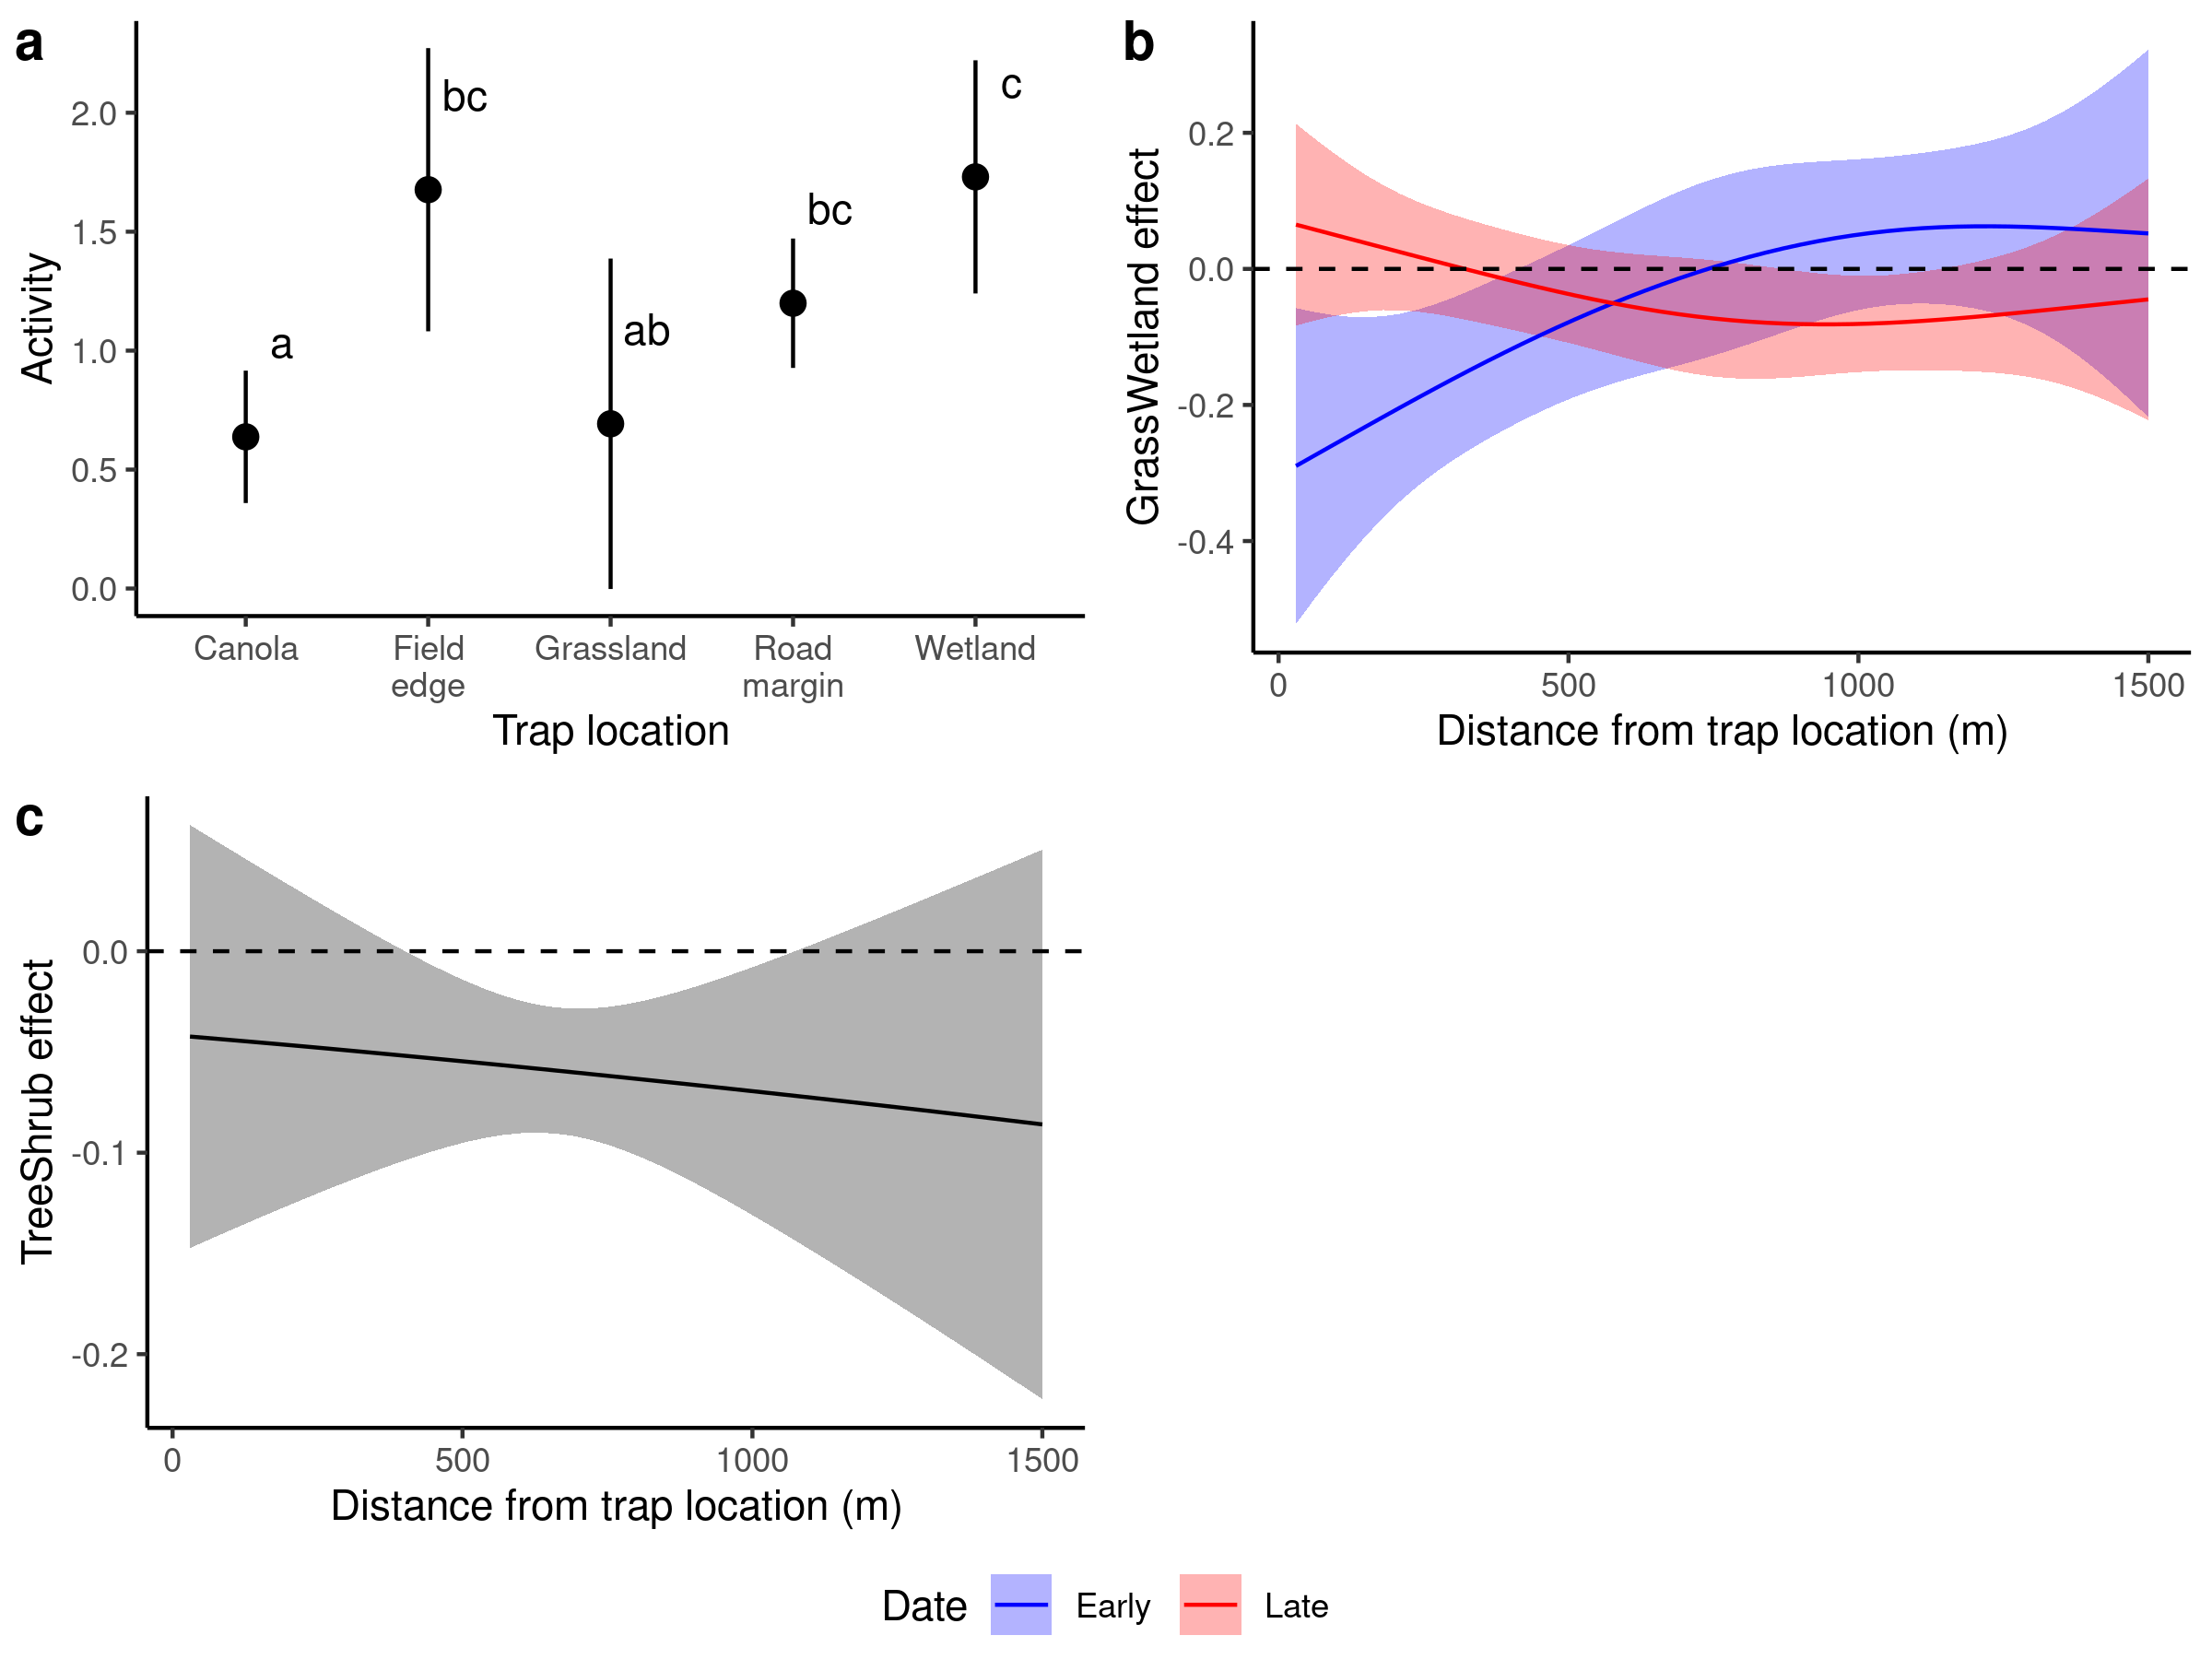 a
Activity
2.0
1.5
1.0
0.5
0.0
a
bc
ab
bc
c
Canola
Field
edge
Grassland
Road
margin
Wetland
Trap location
b
GrassWetland effect
0.2
0.0
-0.2
-0.4
0
500
1000
1500
Distance from trap location (m)
c
TreeShrub effect
0.0
-0.1
-0.2
0
500
1000
1500
Distance from trap location (m)
Date
Early
Late